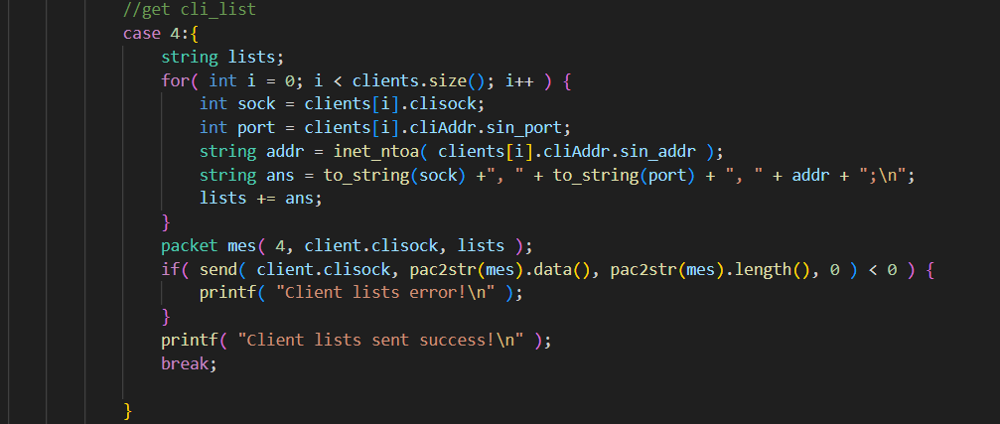 //get cli_list
case 4:{
string lists;
for( int i = 0; i < clients.size(); i++ ) {
int sock = clients[i].clisock;
int port = clients[i].cliAddr.sin_port;
string addr = inet_ntoa( clients[i].cliAddr.sin_addr );
string ans = to_string(sock) +", " + to_string(port) + ", " + addr + ";\n";
lists += ans;
}
packet mes( 4, client.clisock, lists );
if( send( client.clisock, pac2str(mes).data(), pac2str(mes).length(), 0 ) < 0 ) {
printf( "Client lists error!\n" );
}
printf( "Client lists sent success!\n" );
break;
}